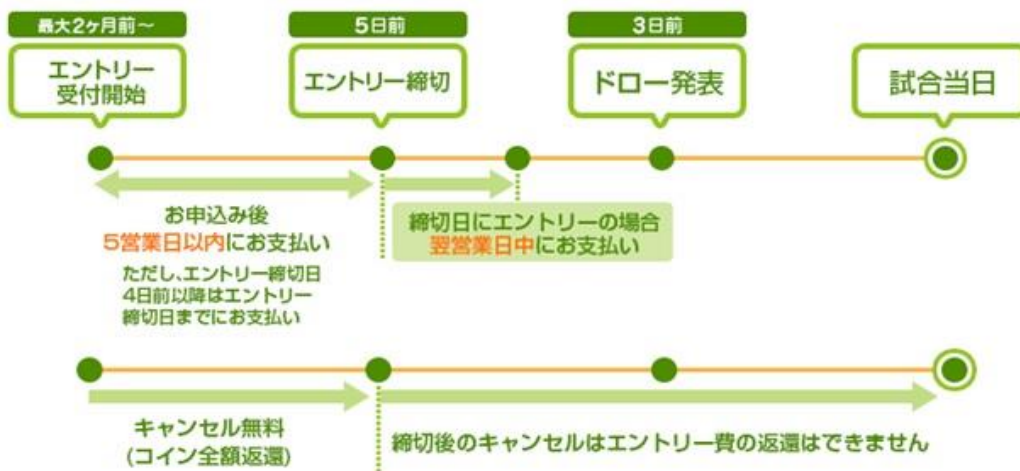 最大2ヶ月前～
5日前
3日前
エントリー
受付開始
エントリー締切
ドロー発表
試合当日
お申込み後
5営業日以内にお支払い
ただし、エントリー締切日
4日前以降はエントリー
締切日までにお支払い
締切日にエントリーの場合
翌営業日中にお支払い
キャンセル無料
(コイン全額返還)
締切後のキャンセルはエントリー費の返還はできません